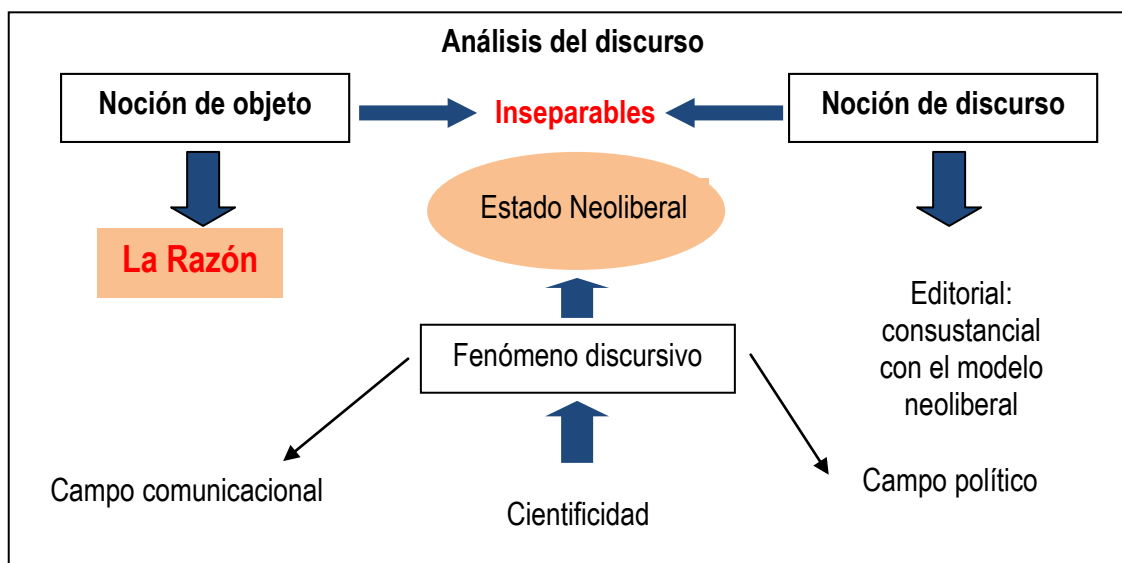 Análisis del discurso
Noción de objeto
Inseparables
Noción de discurso
Estado Neoliberal
La Razón
Editorial:
consustancial
con el modelo
neoliberal
Fenómeno discursivo
Campo comunicacional
Campo político
Cientificidad